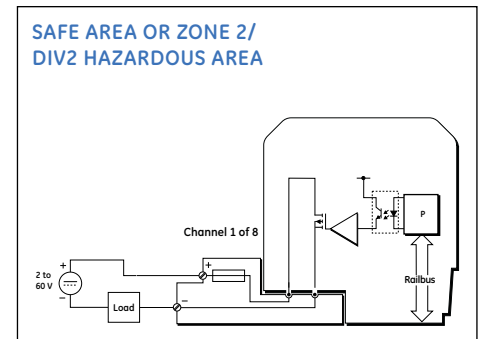 SAFE AREA OR ZONE 2/
DIV2 HAZARDOUS AREA
P
Channel 1 of 8
Railbus
+
+
2 to
60 V
–
Load
–